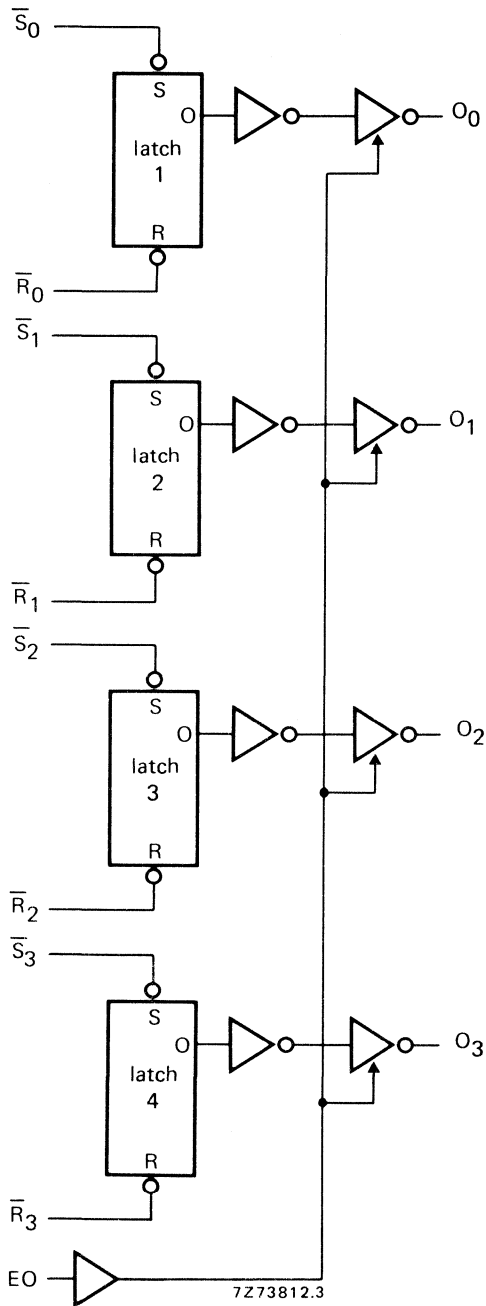 S̅0
S
O
O0
latch
1
R
R̅0
S̅1
S
O
O1
latch
2
R
R̅1
S̅2
S
O
O2
latch
3
R
R̅2
S̅3
S
O
O3
latch
4
R
R̅3
EO
7Z73812.3